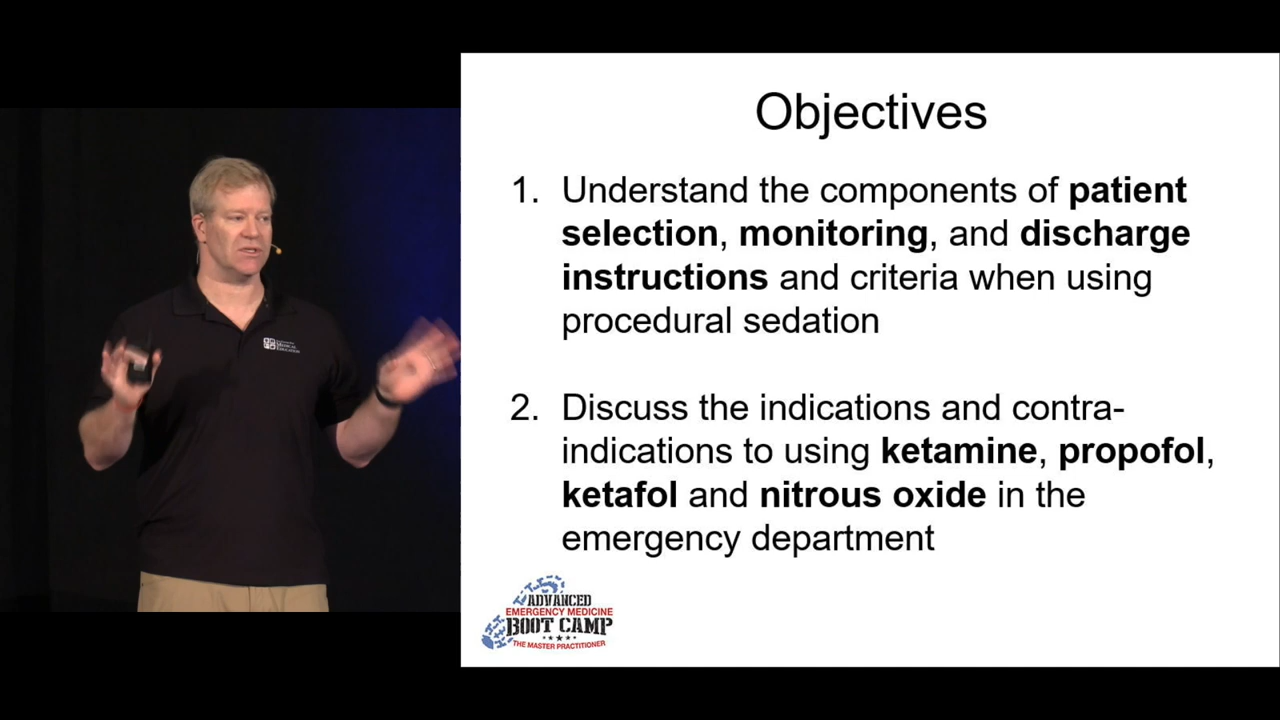 Objectives
1. Understand the components of patient
selection, monitoring, and discharge
instructions and criteria when using
procedural sedation
2. Discuss the indications and contra-
indications to using ketamine, propofol,
ketafol and nitrous oxide in the
emergency department
ADVANCED
EMERGENCY MEDICINE
BOOT CAMP
THE MASTER PRACTITIONER
MEDICAL
EDUCATION